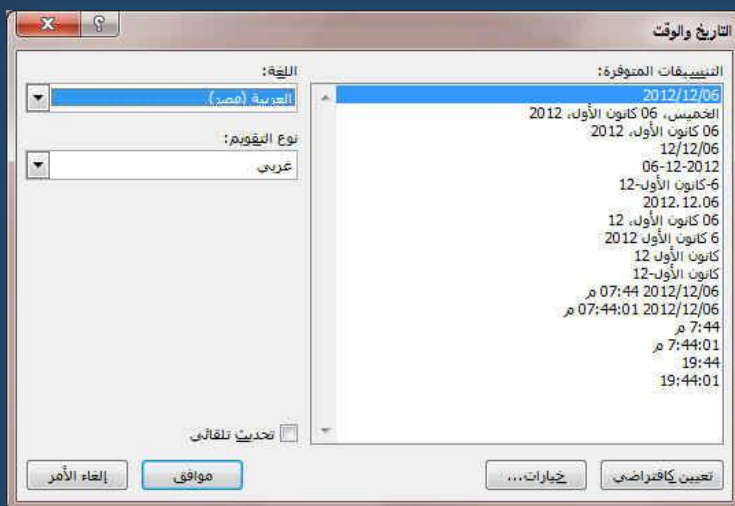 التاريخ والوقت
التنسيقات المتوفرة:
2012/12/06
الخميس، 06 كانون الأول، 2012
06 كانون الأول، 2012
12/12/06
06-12-2012
6-كانون الأول-12
2012.12.06
06 كانون الأول، 12
6 كانون الأول 2012
كانون الأول 12
كانون الأول-12
2012/12/06 07:44 م
2012/12/06 07:44:01 م
7:44 م
7:44:01 م
19:44
19:44:01
اللغة:
العربية (مصر)
نوع التقويم:
عربي
تحديث تلقائي
تعيين كافتراضي
خيارات...
موافق
إلغاء الأمر